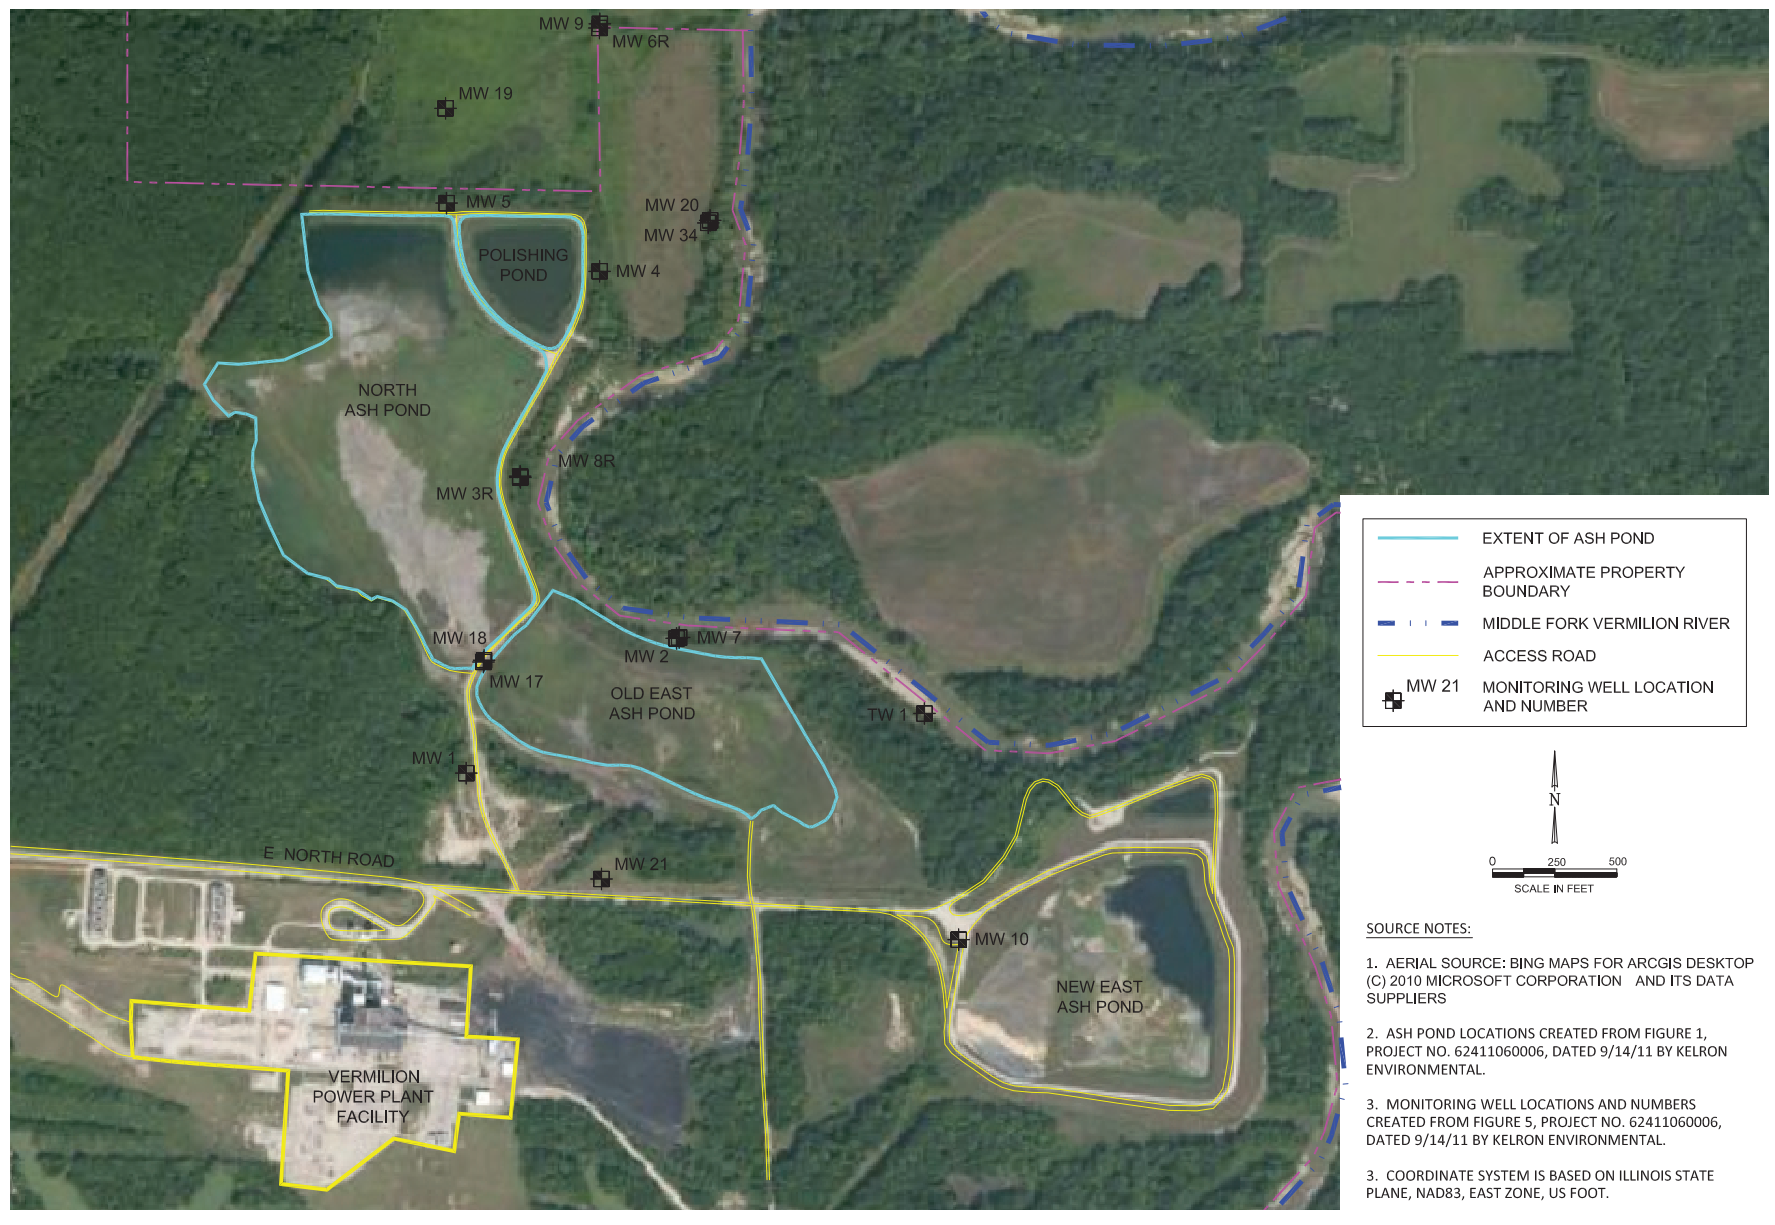 MW 9
MW 6R
MW 19
MW 5
MW 20
MW 34
POLISHING
POND
MW 4
NORTH
ASH POND
MW 8R
MW 3R
MW 18
MW 7
MW 2
MW 17
OLD EAST
ASH POND
TW 1
MW 1
E NORTH ROAD
MW 21
MW 10
NEW EAST
ASH POND
VERMILION
POWER PLANT
FACILITY
EXTENT OF ASH POND
APPROXIMATE PROPERTY
BOUNDARY
MIDDLE FORK VERMILION RIVER
ACCESS ROAD
MW 21
MONITORING WELL LOCATION
AND NUMBER
N
0 250 500
SCALE IN FEET
SOURCE NOTES:
1. AERIAL SOURCE: BING MAPS FOR ARCGIS DESKTOP
(C) 2010 MICROSOFT CORPORATION AND ITS DATA
SUPPLIERS
2. ASH POND LOCATIONS CREATED FROM FIGURE 1,
PROJECT NO. 62411060006, DATED 9/14/11 BY KELRON
ENVIRONMENTAL.
3. MONITORING WELL LOCATIONS AND NUMBERS
CREATED FROM FIGURE 5, PROJECT NO. 62411060006,
DATED 9/14/11 BY KELRON ENVIRONMENTAL.
3. COORDINATE SYSTEM IS BASED ON ILLINOIS STATE
PLANE, NAD83, EAST ZONE, US FOOT.